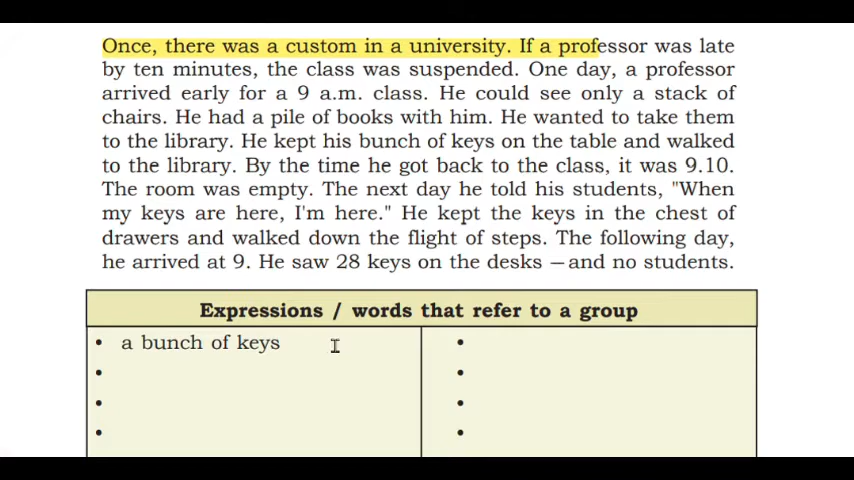 Once, there was a custom in a university. If a professor was late
by ten minutes, the class was suspended. One day, a professor
arrived early for a 9 a.m. class. He could see only a stack of
chairs. He had a pile of books with him. He wanted to take them
to the library. He kept his bunch of keys on the table and walked
to the library. By the time he got back to the class, it was 9.10.
The room was empty. The next day he told his students, "When
my keys are here, I'm here." He kept the keys in the chest of
drawers and walked down the flight of steps. The following day,
he arrived at 9. He saw 28 keys on the desks —and no students.
Expressions / words that refer to a group
• a bunch of keys •
• •
• •
• •